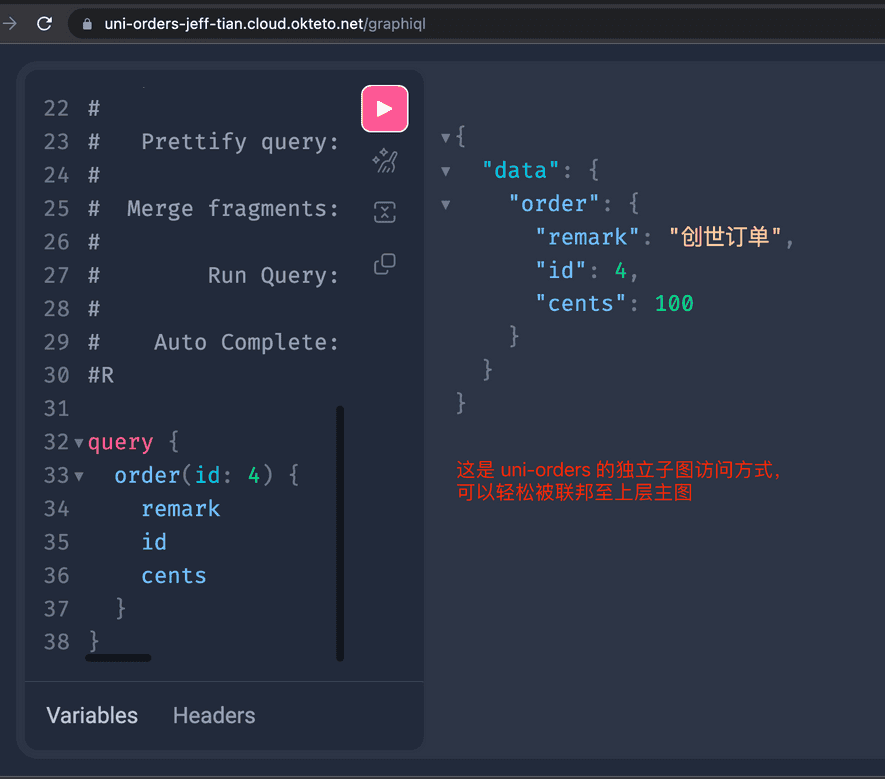 uni-orders-jeff-tian.cloud.okteto.net/graphiql
22 #
23 # Prettify query:
24 #
25 # Merge fragments:
26 #
27 # Run Query:
28 #
29 # Auto Complete:
30 #R
31
32 query {
33 order(id: 4) {
34 remark
35 id
36 cents
37 }
38 }
Variables Headers
{
"data": {
"order": {
"remark": "创世订单",
"id": 4,
"cents": 100
}
}
}
这是 uni-orders 的独立子图访问方式，
可以轻松被联邦至上层主图